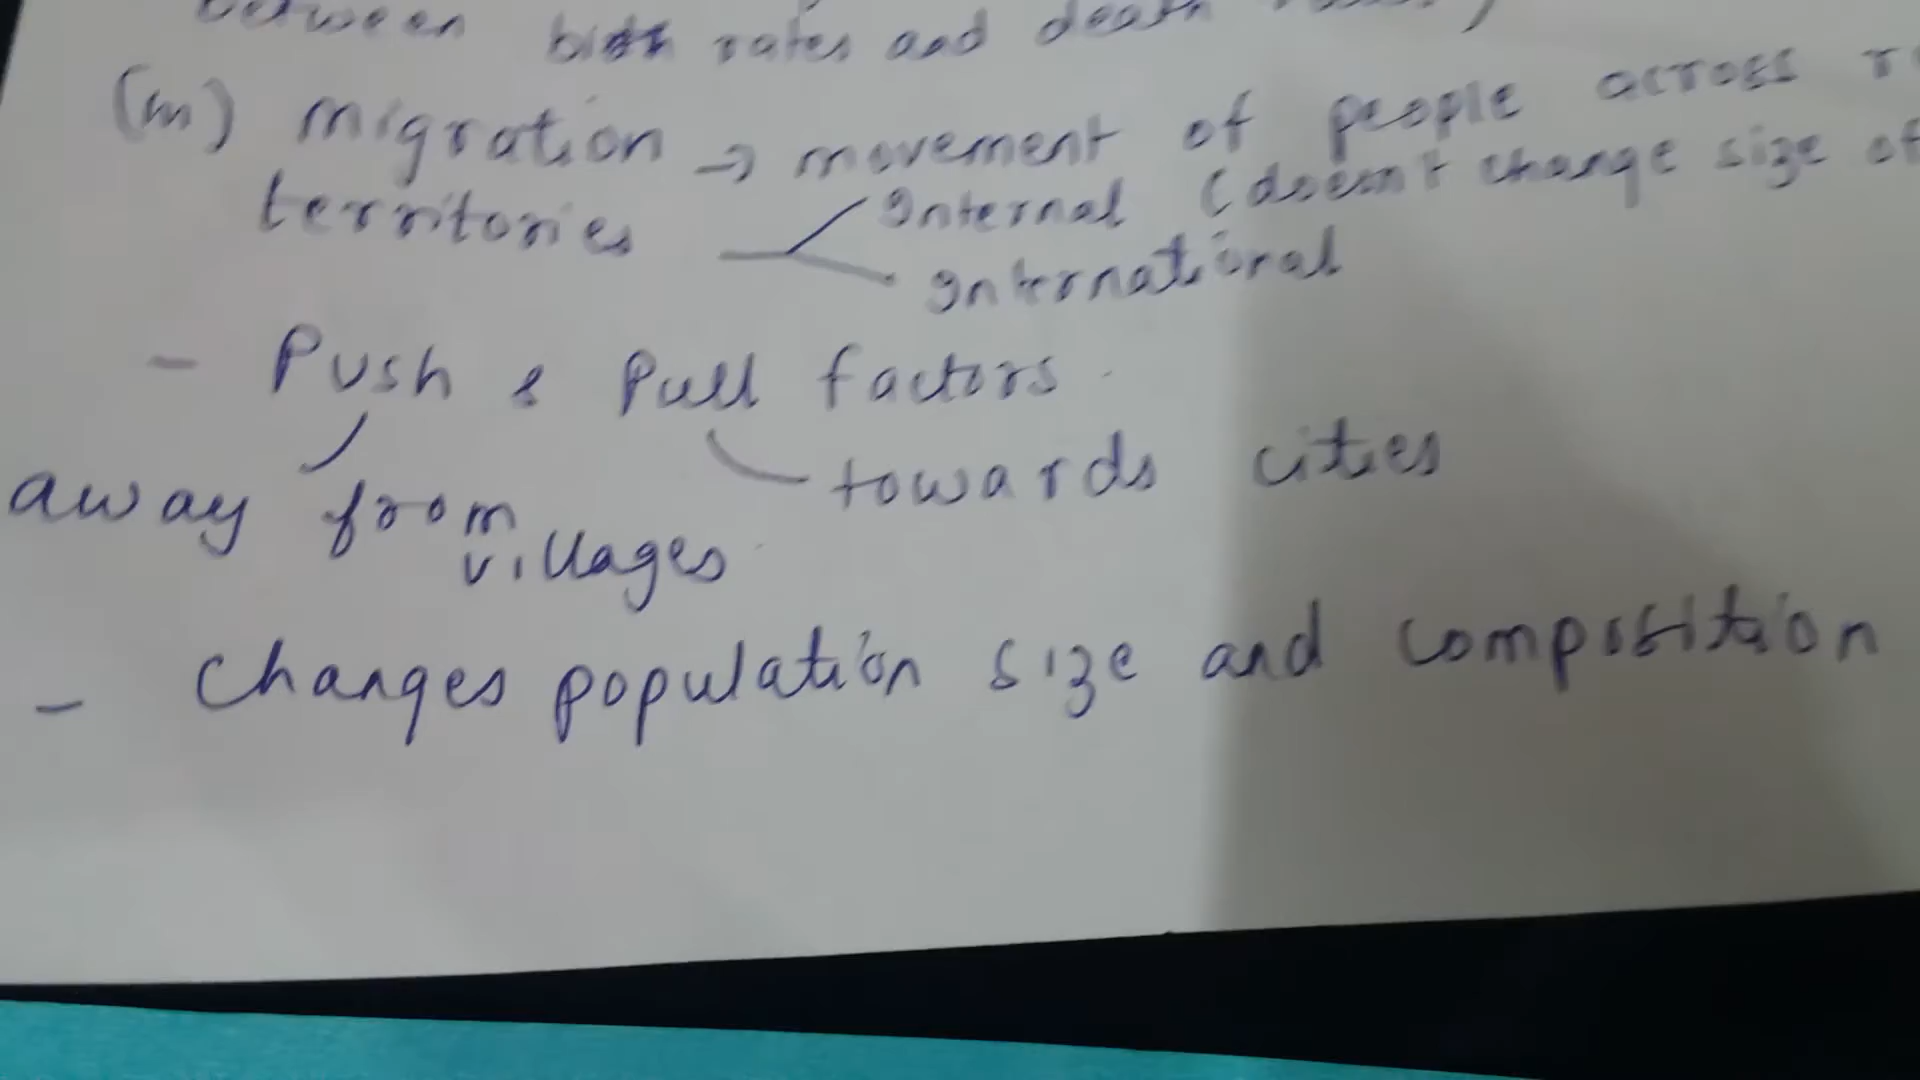 between birth rates and death
(m) migration → movement of people across
territories
Internal (doesn't change size of
International
- Push & Pull factors
away from villages
towards cities
- Changes population size and composition